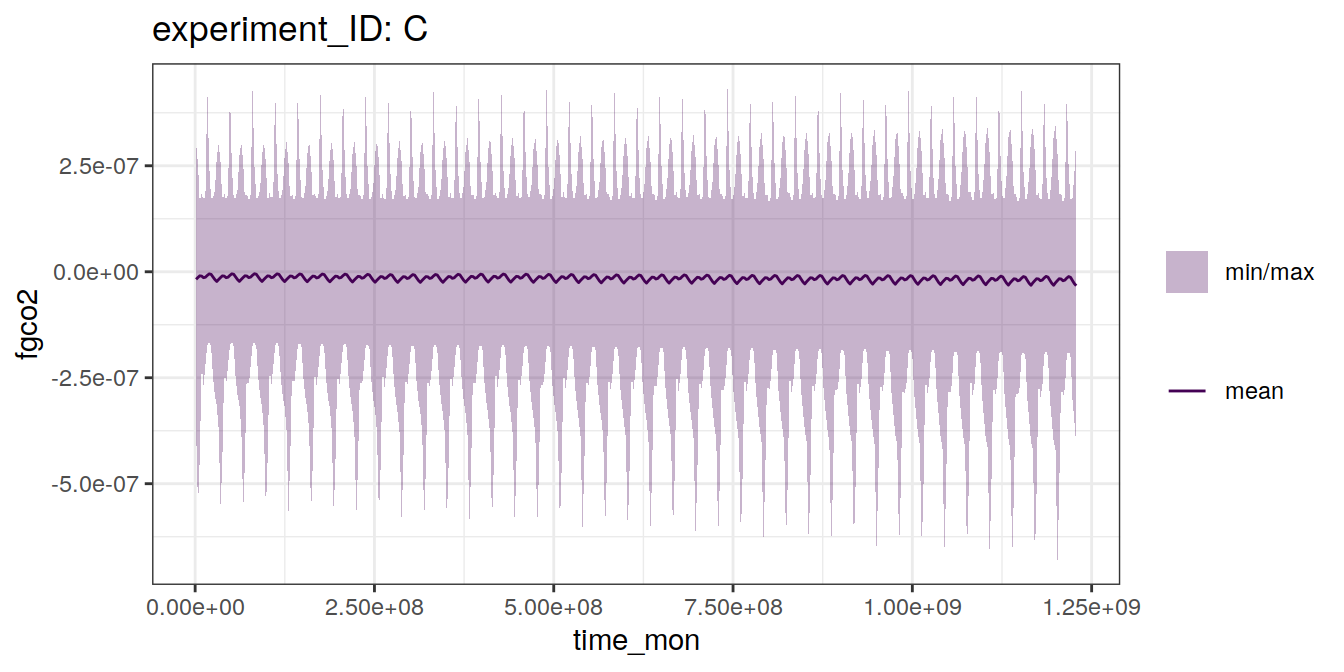 experiment_ID: C
fgco2
2.5e-07
0.0e+00
-2.5e-07
-5.0e-07
0.00e+00 2.50e+08 5.00e+08 7.50e+08 1.00e+09 1.25e+09
time_mon
min/max
mean